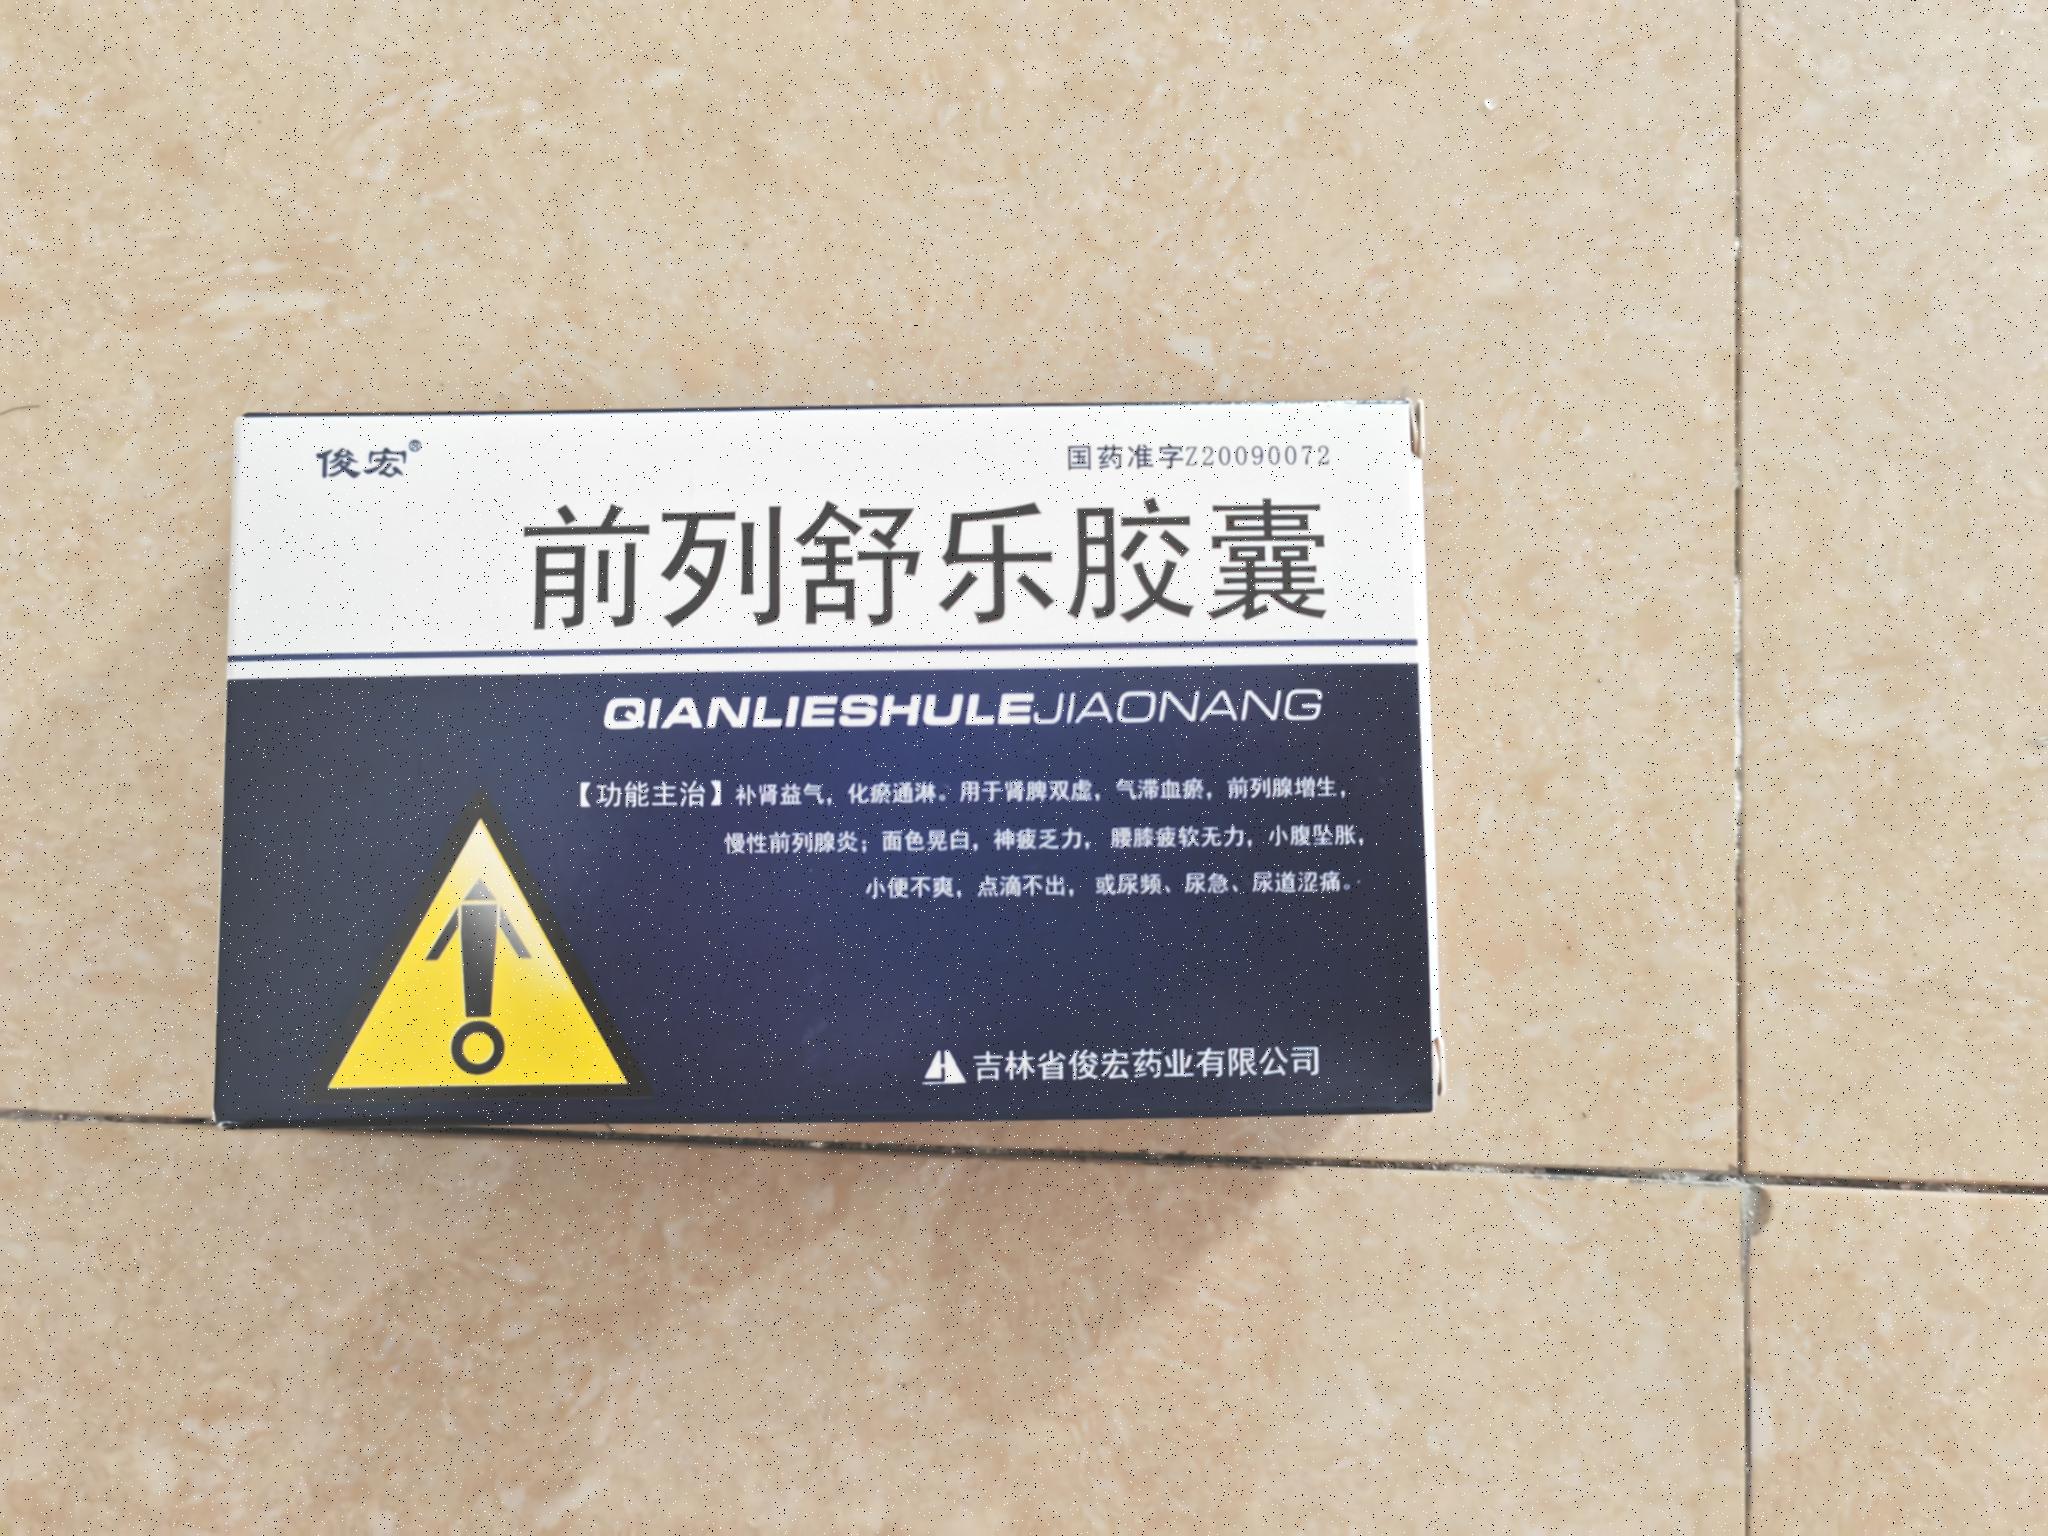 俊宏®
国药准字Z20090072
前列舒乐胶囊
QIANLIESHULEJIAONANG
【功能主治】补肾益气，化瘀通淋。用于肾脾双虚，气滞血瘀，前列腺增生，
慢性前列腺炎；面色晃白，神疲乏力，腰膝疲软无力，小腹坠胀，
小便不爽，点滴不出，或尿频、尿急、尿道涩痛。
吉林省俊宏药业有限公司